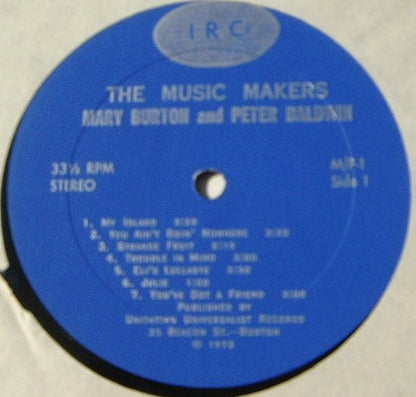 IRC
THE MUSIC MAKERS
MARY BURTON and PETER BALDWIN
33⅓ RPM
STEREO
M/P-1
Side 1
1. My Island
2. You Ain't Goin' Nowhere
3. Strange Fruit
4. Trouble in Mind
5. Eli's Lullabye
6. Julie
7. You've Got a Friend
Published by
Unitarian Universalist Records
25 Beacon St.—Boston
© 1973